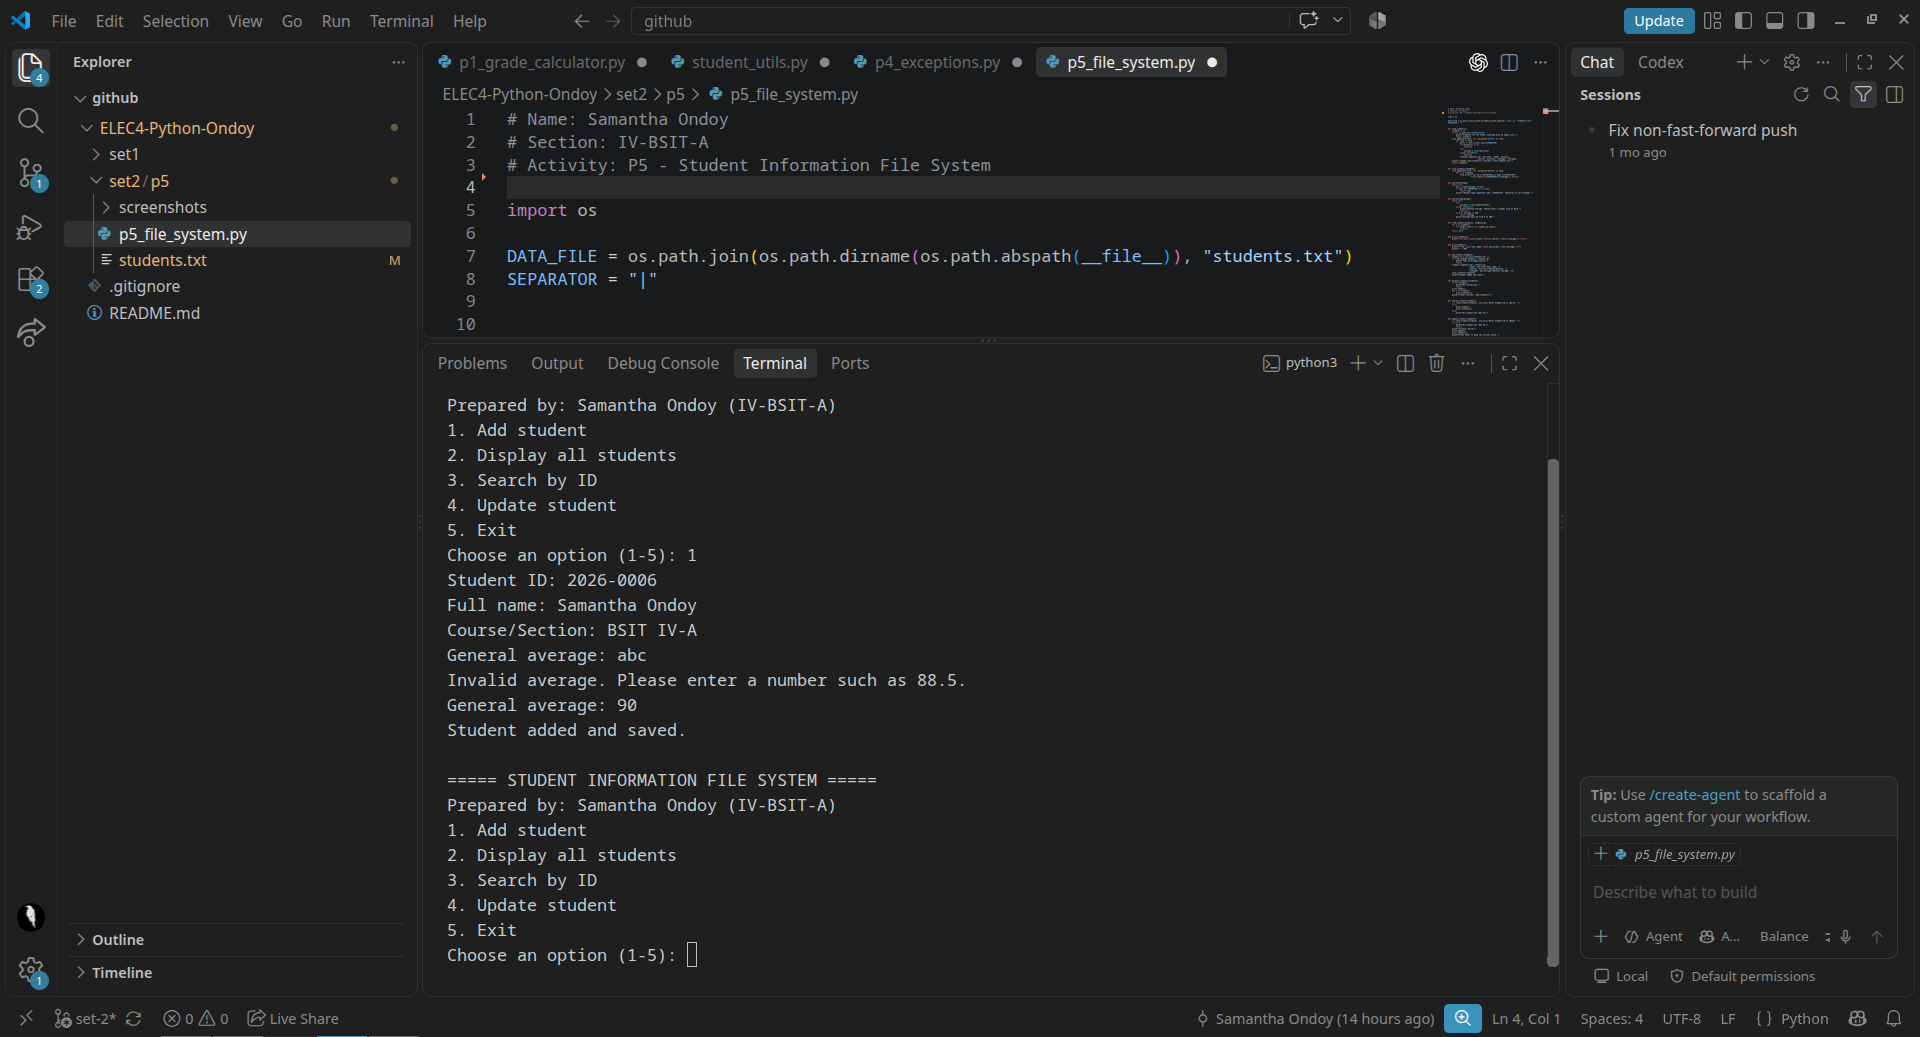 File Edit Selection View Go Run Terminal Help
github
Update
Explorer
github
ELEC4-Python-Ondoy
set1
set2 / p5
screenshots
p5_file_system.py
students.txt M
.gitignore
README.md
Outline
Timeline
4
1
2
1
p1_grade_calculator.py student_utils.py p4_exceptions.py p5_file_system.py
ELEC4-Python-Ondoy > set2 > p5 > p5_file_system.py
1 # Name: Samantha Ondoy
2 # Section: IV-BSIT-A
3 # Activity: P5 - Student Information File System
4
5 import os
6
7 DATA_FILE = os.path.join(os.path.dirname(os.path.abspath(__file__)), "students.txt")
8 SEPARATOR = "|"
9
10
Problems Output Debug Console Terminal Ports
python3
Prepared by: Samantha Ondoy (IV-BSIT-A)
1. Add student
2. Display all students
3. Search by ID
4. Update student
5. Exit
Choose an option (1-5): 1
Student ID: 2026-0006
Full name: Samantha Ondoy
Course/Section: BSIT IV-A
General average: abc
Invalid average. Please enter a number such as 88.5.
General average: 90
Student added and saved.
===== STUDENT INFORMATION FILE SYSTEM =====
Prepared by: Samantha Ondoy (IV-BSIT-A)
1. Add student
2. Display all students
3. Search by ID
4. Update student
5. Exit
Choose an option (1-5):
Chat Codex
Sessions
Fix non-fast-forward push
1 mo ago
Tip: Use /create-agent to scaffold a
custom agent for your workflow.
p5_file_system.py
Describe what to build
Agent A... Balance
Local Default permissions
set-2* 0 0 Live Share
Samantha Ondoy (14 hours ago) Ln 4, Col 1 Spaces: 4 UTF-8 LF { } Python